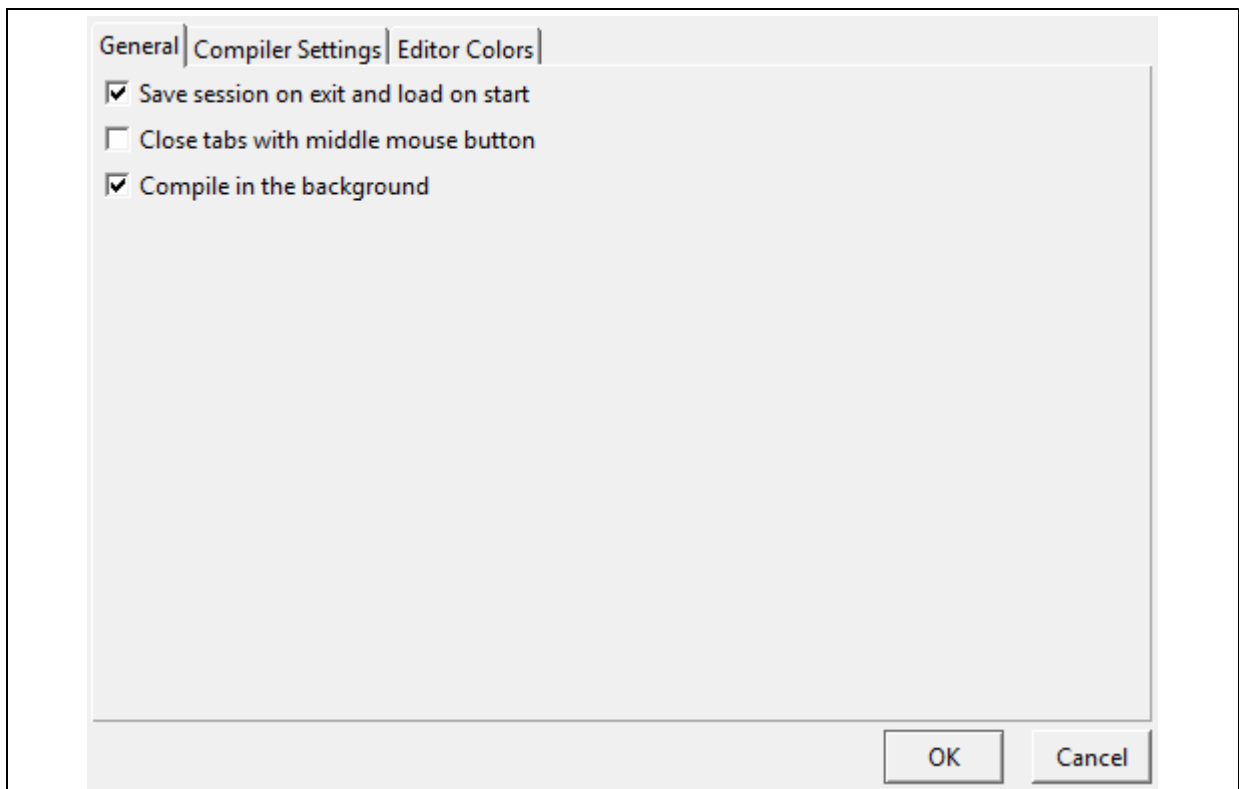 General Compiler Settings Editor Colors
Save session on exit and load on start
Close tabs with middle mouse button
Compile in the background
OK Cancel